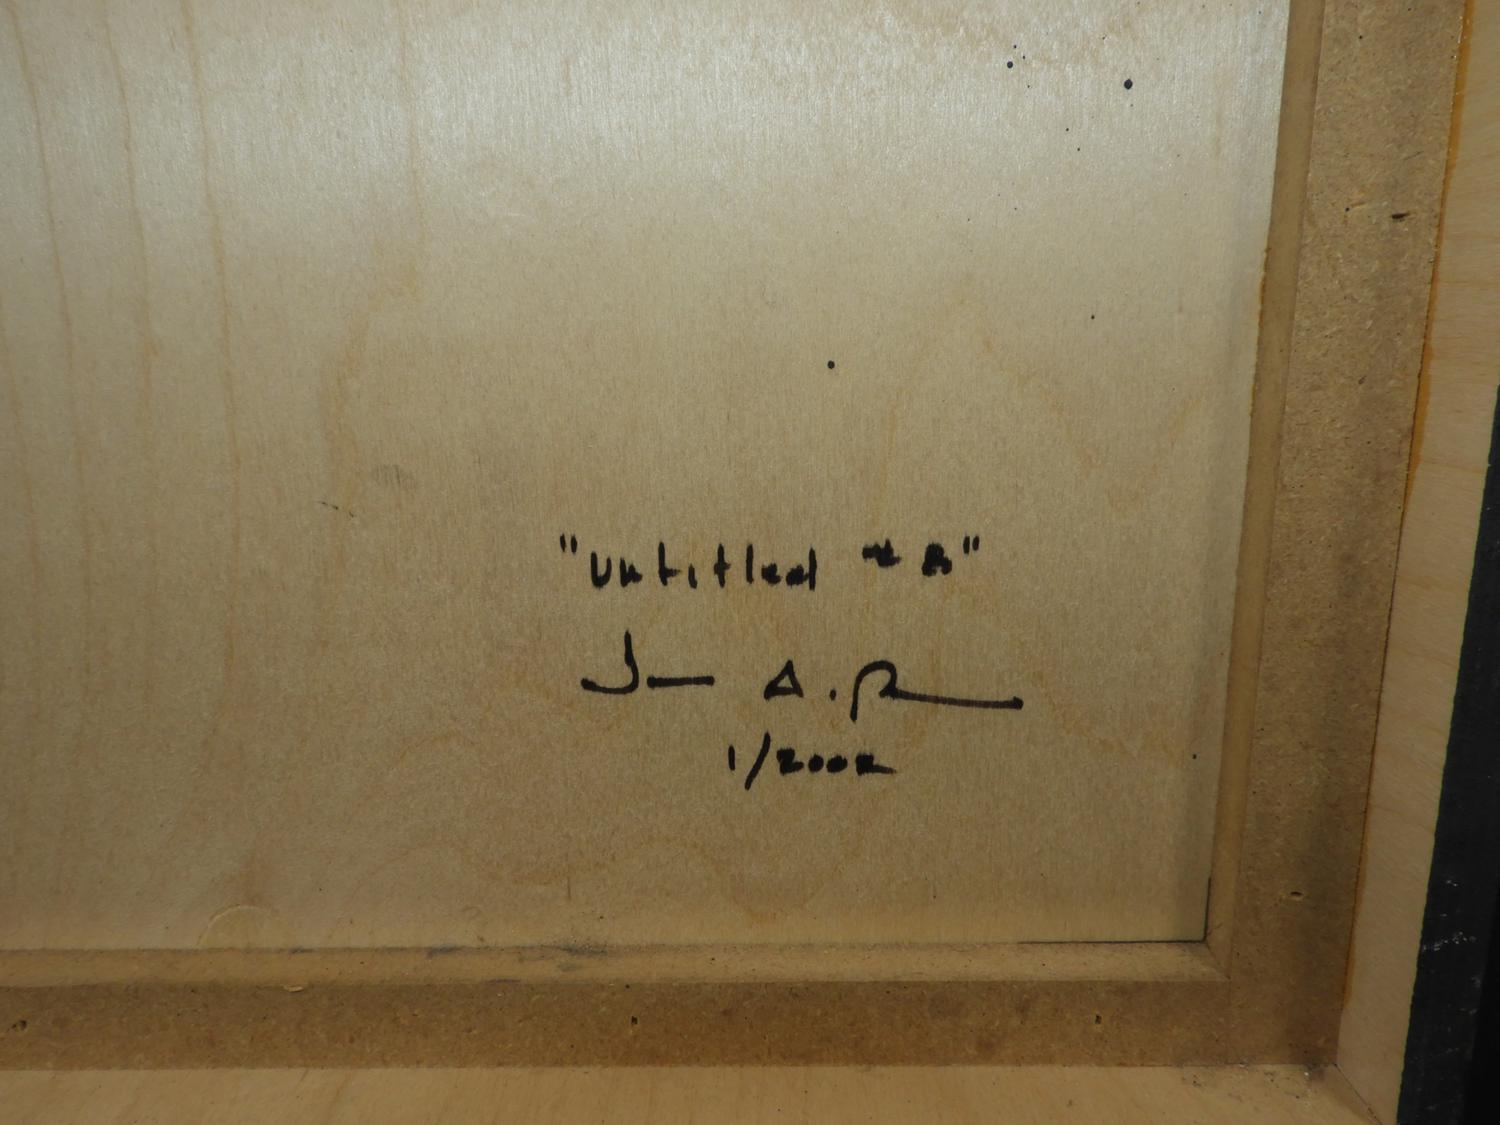 "Untitled # 8"
A.
1/2002